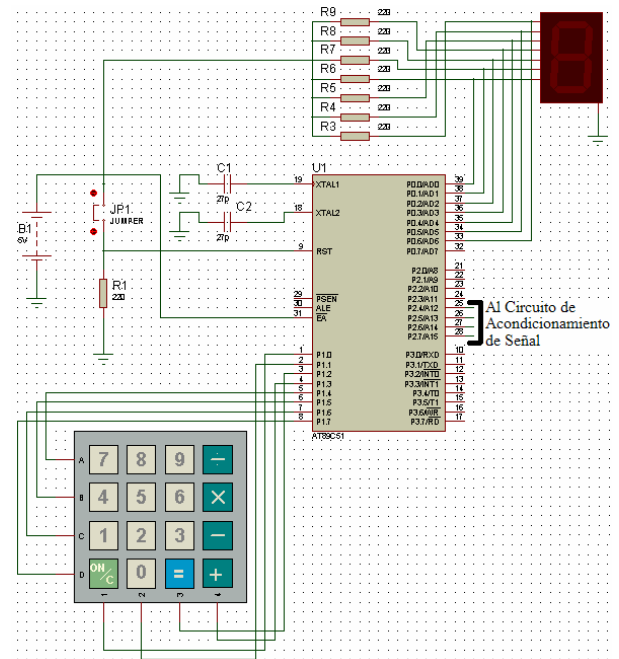 R9 220
R8 220
R7 220
R6 220
R5 220
R4 220
R3 220
C1
27p
C2
27p
JP1
JUMPER
B1
6V
R1
220
U1
19 XTAL1
18 XTAL2
9 RST
29 PSEN
30 ALE
31 EA
1 P1.0
2 P1.1
3 P1.2
4 P1.3
5 P1.4
6 P1.5
7 P1.6
8 P1.7
P0.0/AD0 39
P0.1/AD1 38
P0.2/AD2 37
P0.3/AD3 36
P0.4/AD4 35
P0.5/AD5 34
P0.6/AD6 33
P0.7/AD7 32
P2.0/A8 21
P2.1/A9 22
P2.2/A10 23
P2.3/A11 24
P2.4/A12 25
P2.5/A13 26
P2.6/A14 27
P2.7/A15 28
P3.0/RXD 10
P3.1/TXD 11
P3.2/INT0 12
P3.3/INT1 13
P3.4/T0 14
P3.5/T1 15
P3.6/WR 16
P3.7/RD 17
AT89C51
Al Circuito de
Acondicionamiento
de Señal
A 7 8 9 ÷
B 4 5 6 ×
C 1 2 3 −
D ON/C 0 = +
1 2 3 4